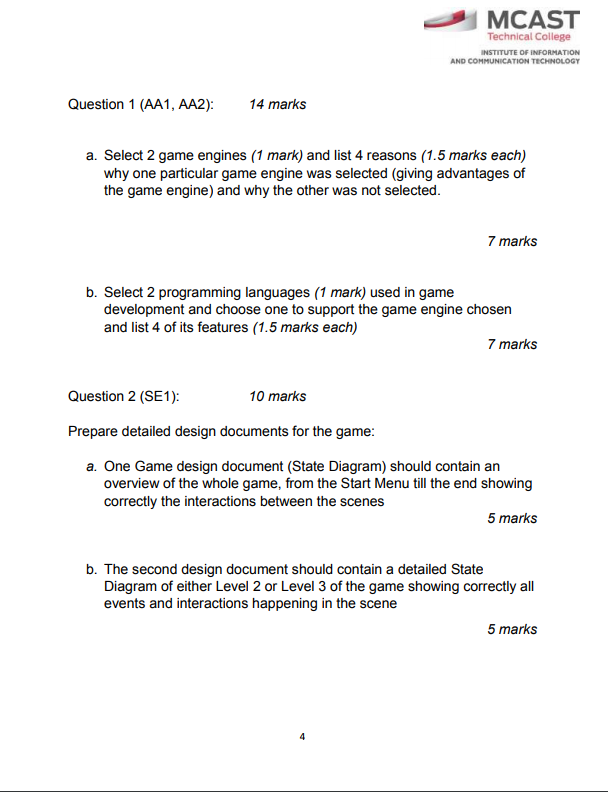 MCAST
Technical College
INSTITUTE OF INFORMATION
AND COMMUNICATION TECHNOLOGY
Question 1 (AA1, AA2): 14 marks
a. Select 2 game engines (1 mark) and list 4 reasons (1.5 marks each)
why one particular game engine was selected (giving advantages of
the game engine) and why the other was not selected.
7 marks
b. Select 2 programming languages (1 mark) used in game
development and choose one to support the game engine chosen
and list 4 of its features (1.5 marks each)
7 marks
Question 2 (SE1): 10 marks
Prepare detailed design documents for the game:
a. One Game design document (State Diagram) should contain an
overview of the whole game, from the Start Menu till the end showing
correctly the interactions between the scenes
5 marks
b. The second design document should contain a detailed State
Diagram of either Level 2 or Level 3 of the game showing correctly all
events and interactions happening in the scene
5 marks
4